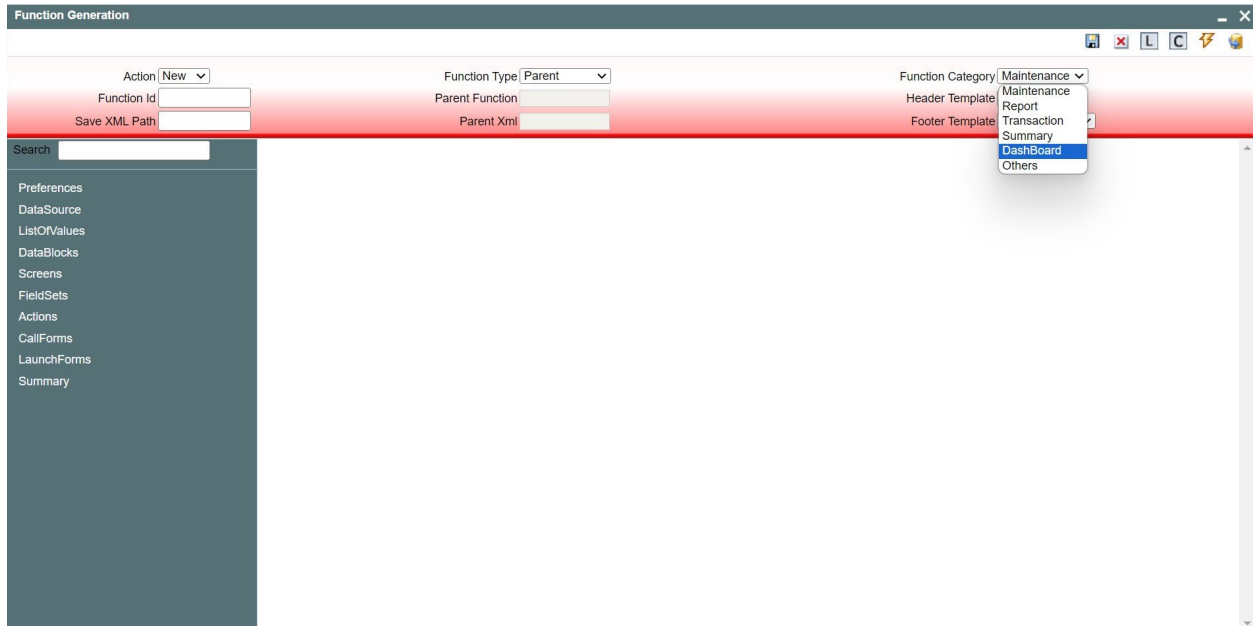 Function Generation
L C
Action New Function Type Parent Function Category Maintenance
Function Id Parent Function Header Template Maintenance
Report
Save XML Path Parent Xml Footer Template Transaction
Summary
Search DashBoard
Others
Preferences
DataSource
ListOfValues
DataBlocks
Screens
FieldSets
Actions
CallForms
LaunchForms
Summary